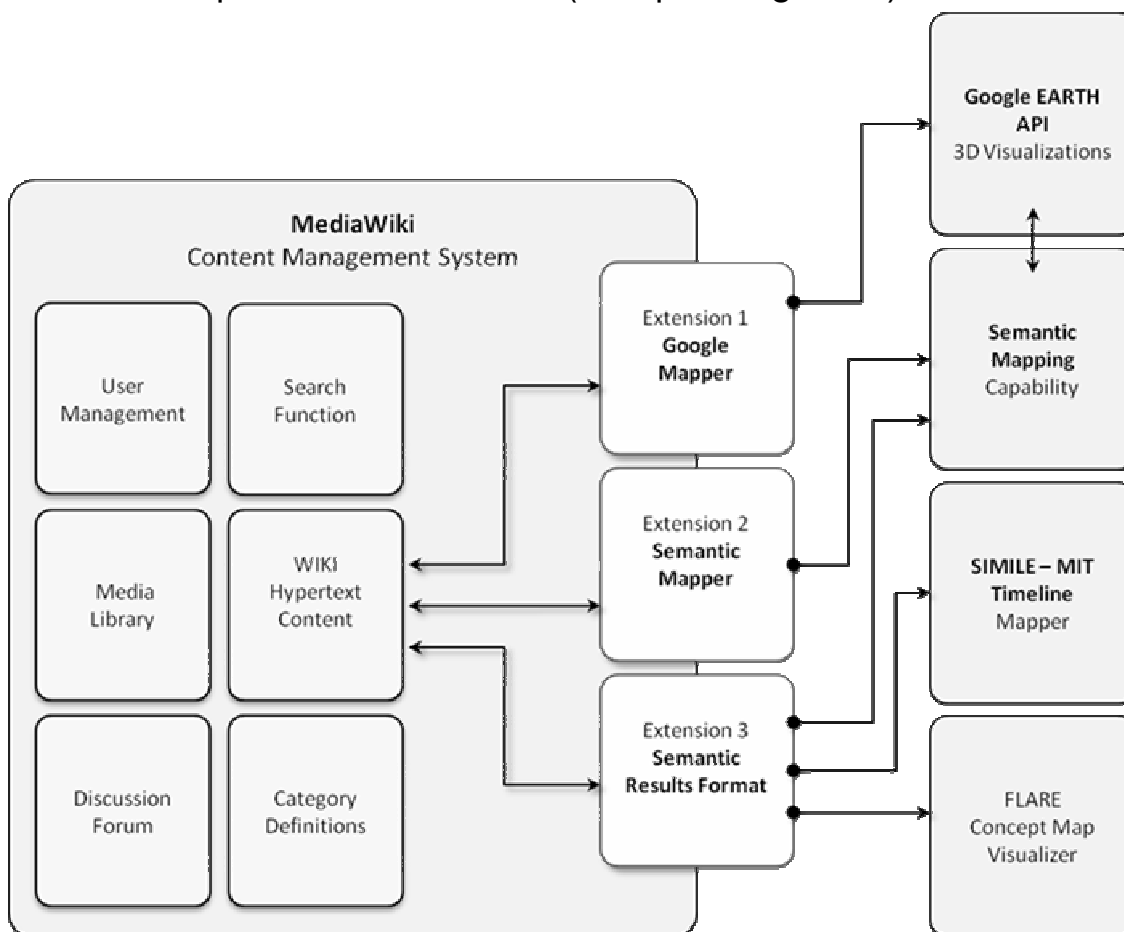 Google EARTH
API
3D Visualizations
MediaWiki
Content Management System
User
Management
Search
Function
Extension 1
Google
Mapper
Semantic
Mapping
Capability
Media
Library
WIKI
Hypertext
Content
Extension 2
Semantic
Mapper
SIMILE – MIT
Timeline
Mapper
Discussion
Forum
Category
Definitions
Extension 3
Semantic
Results Format
FLARE
Concept Map
Visualizer